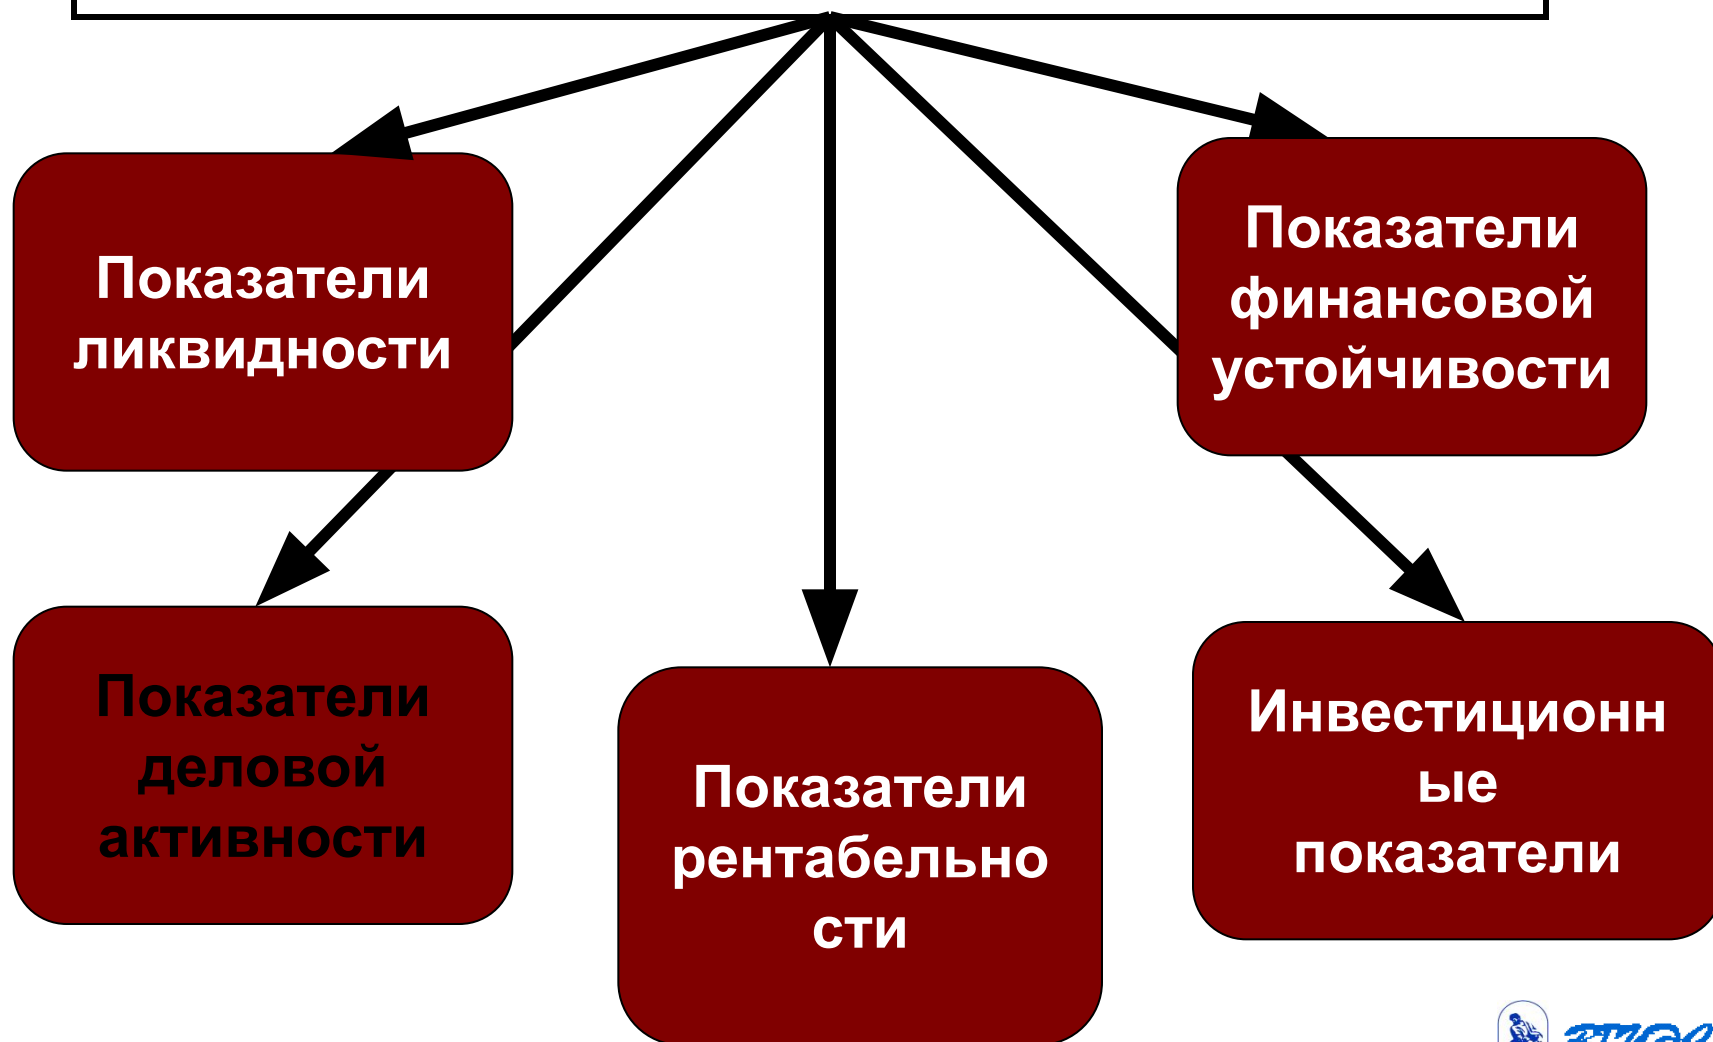 Показатели
ликвидности
Показатели
финансовой
устойчивости
Показатели
деловой
активности
Показатели
рентабельно
сти
Инвестиционн
ые
показатели